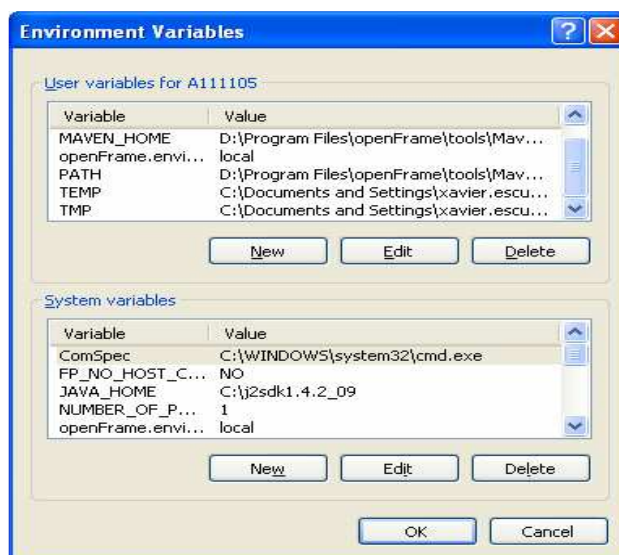 Environment Variables
User variables for A111105
Variable Value
MAVEN_HOME D:\Program Files\openFrame\tools\Mav...
openFrame.envi... local
PATH D:\Program Files\openFrame\tools\Mav...
TEMP C:\Documents and Settings\xavier.escu...
TMP C:\Documents and Settings\xavier.escu...
New Edit Delete
System variables
Variable Value
ComSpec C:\WINDOWS\system32\cmd.exe
FP_NO_HOST_C... NO
JAVA_HOME C:\j2sdk1.4.2_09
NUMBER_OF_P... 1
openFrame.envi... local
New Edit Delete
OK Cancel